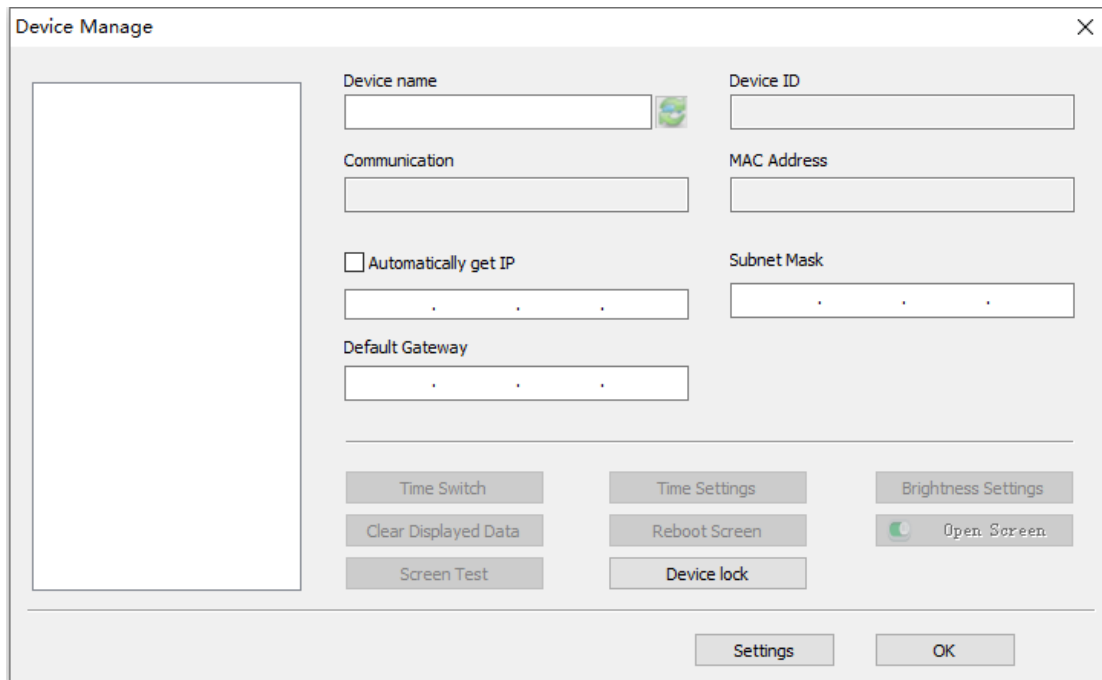 Device Manage
Device name
Device ID
Communication
MAC Address
Automatically get IP
Subnet Mask
. . .
. . .
Default Gateway
. . .
Time Switch
Time Settings
Brightness Settings
Clear Displayed Data
Reboot Screen
Open Screen
Screen Test
Device lock
Settings
OK